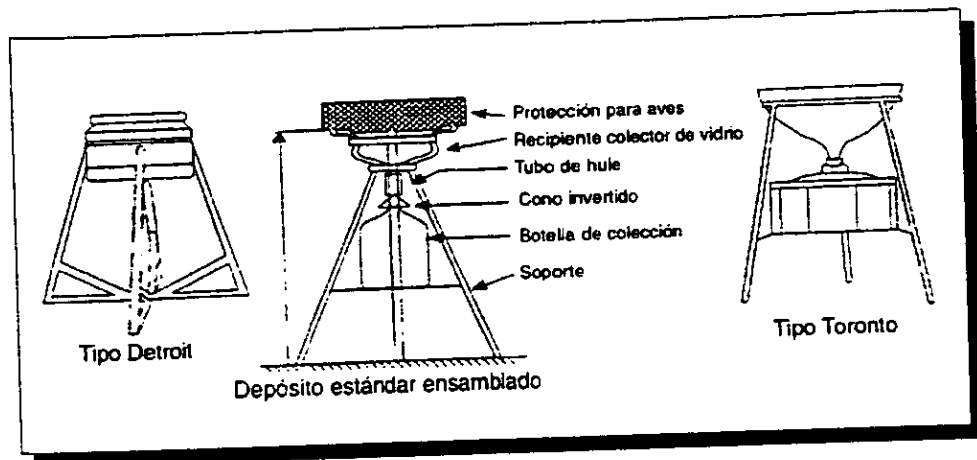 Protección para aves
Recipiente colector de vidrio
Tubo de hule
Cono invertido
Botella de colección
Soporte
Tipo Detroit
Depósito estándar ensamblado
Tipo Toronto